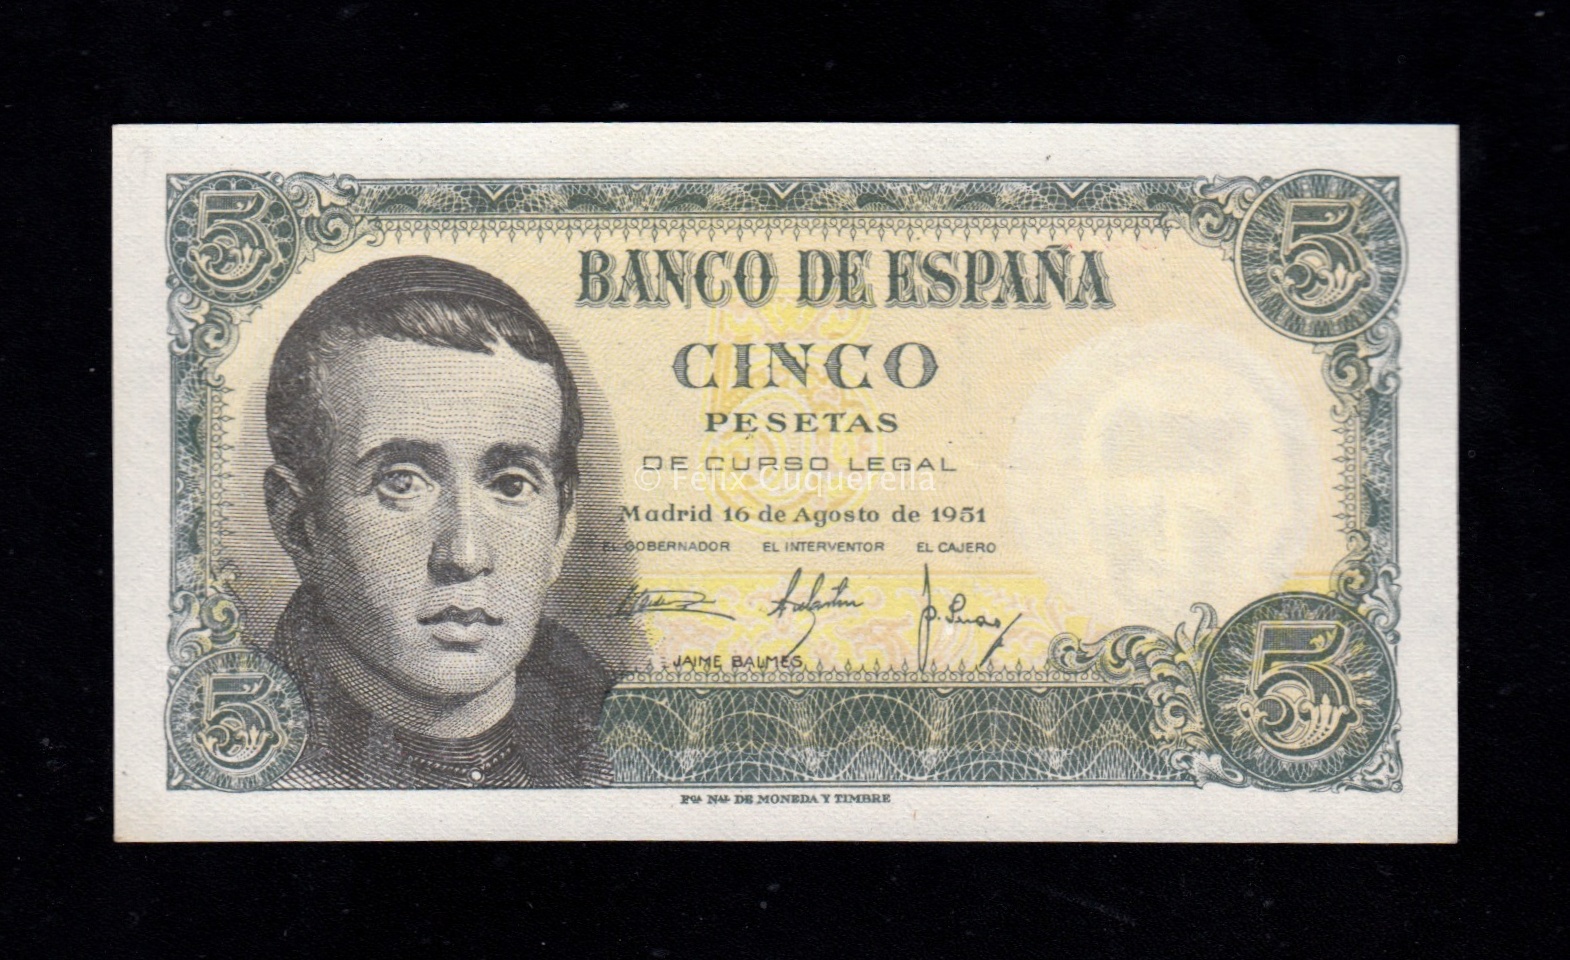 5
5
BANCO DE ESPAÑA
CINCO
PESETAS
DE CURSO LEGAL
© Félix Cuquerella
Madrid 16 de Agosto de 1951
EL GOBERNADOR EL INTERVENTOR EL CAJERO
JAIME BALMES
5
5
Fca. Nal. DE MONEDA Y TIMBRE